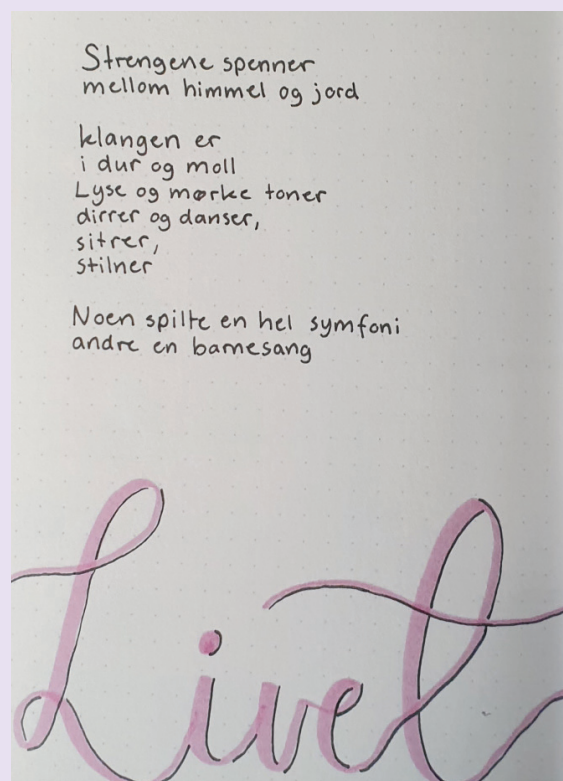 Strengene spenner
mellom himmel og jord
klangen er
i dur og moll
Lyse og mørke toner
dirrer og danser,
sitrer,
stilner
Noen spilte en hel symfoni
andre en barnesang
Livet